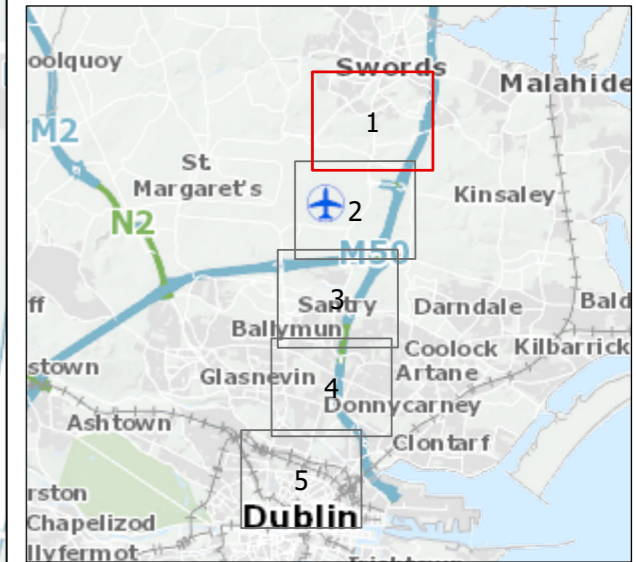 oolquoy
Swords
Malahide
M2
1
St.
Margaret's
Kinsaley
2
N2
M50
3
Santry
Darndale
Bald
ff
Ballymun
Coolock
Kilbarrick
stown
Glasnevin
4
Artane
Donnycarney
Ashtown
Clontarf
5
rston
Dublin
Chapelizod
llyfermot